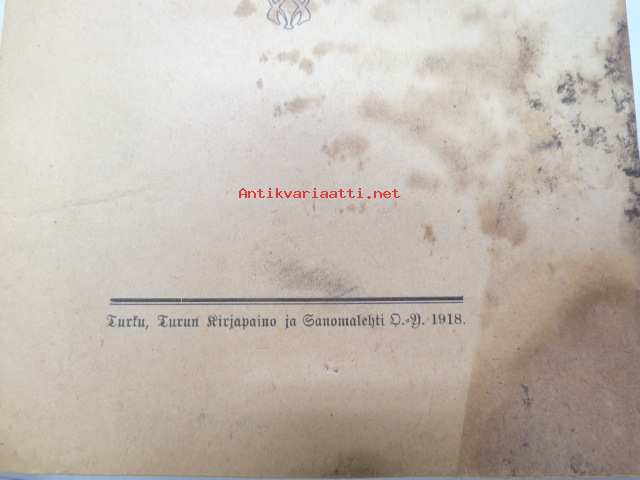 Antikvariaatti.net
Turku, Turun Kirjapaino ja Sanomalehti O.-Y. 1918.